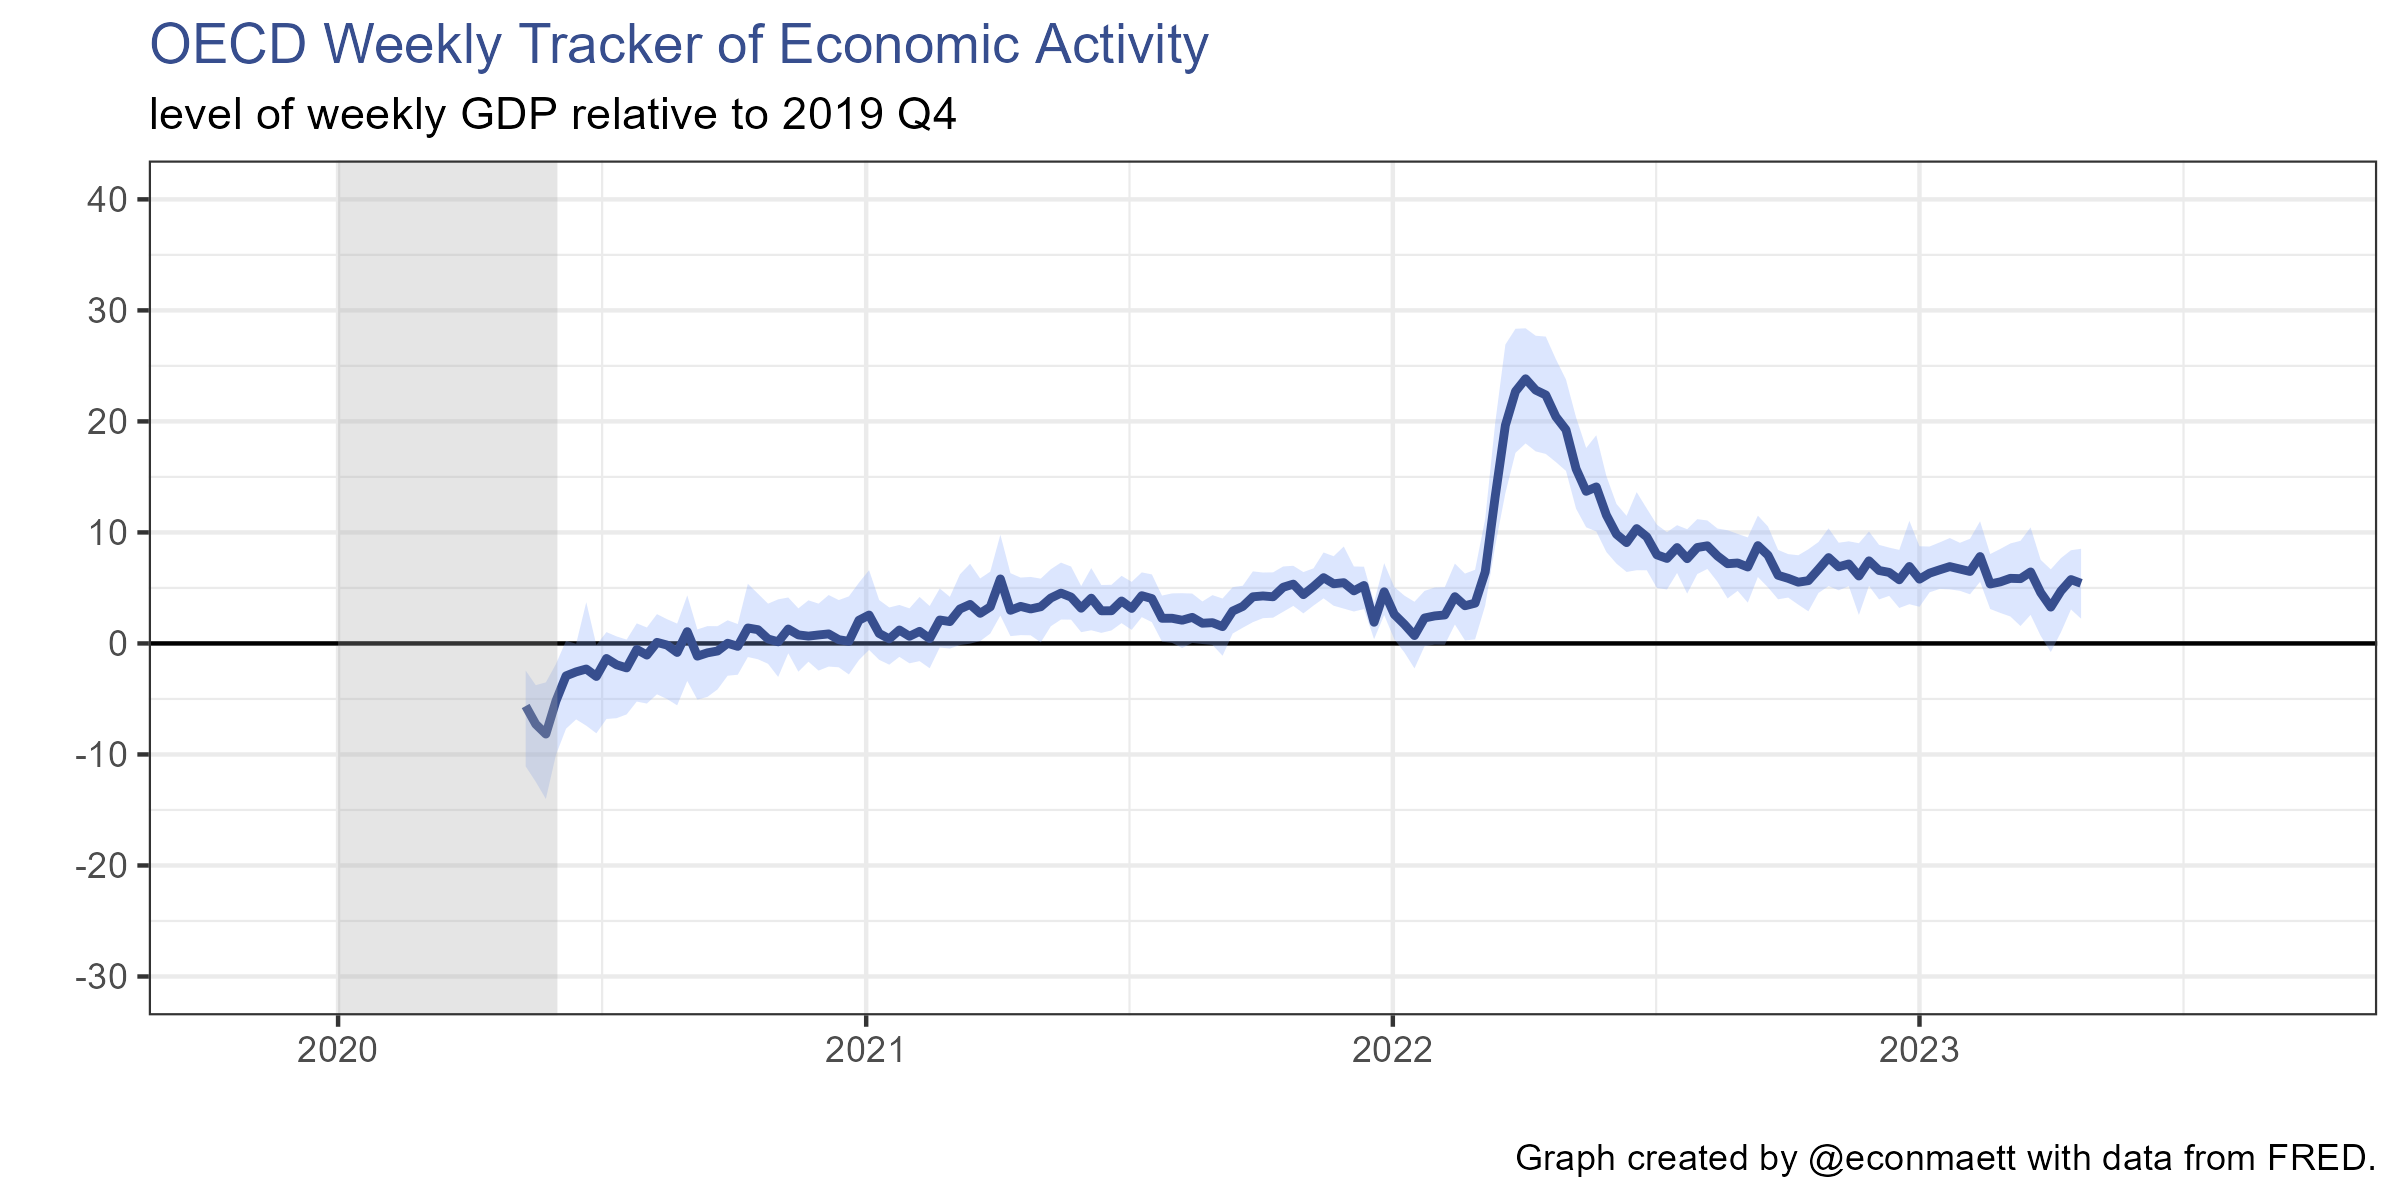 OECD Weekly Tracker of Economic Activity
level of weekly GDP relative to 2019 Q4
40
30
20
10
0
-10
-20
-30
2020 2021 2022 2023
Graph created by @econmaett with data from FRED.